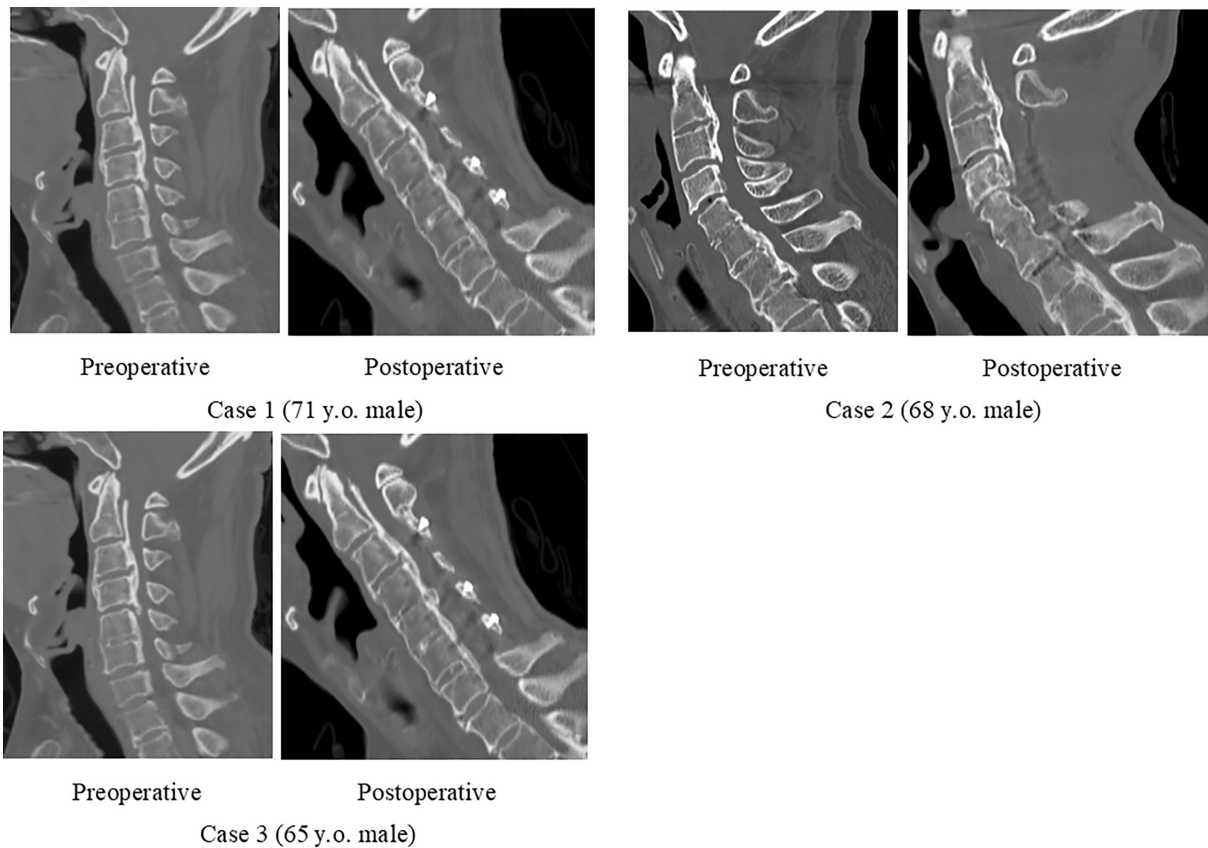 Preoperative
Postoperative
Case 1 (71 y.o. male)
Preoperative
Postoperative
Case 2 (68 y.o. male)
Preoperative
Postoperative
Case 3 (65 y.o. male)